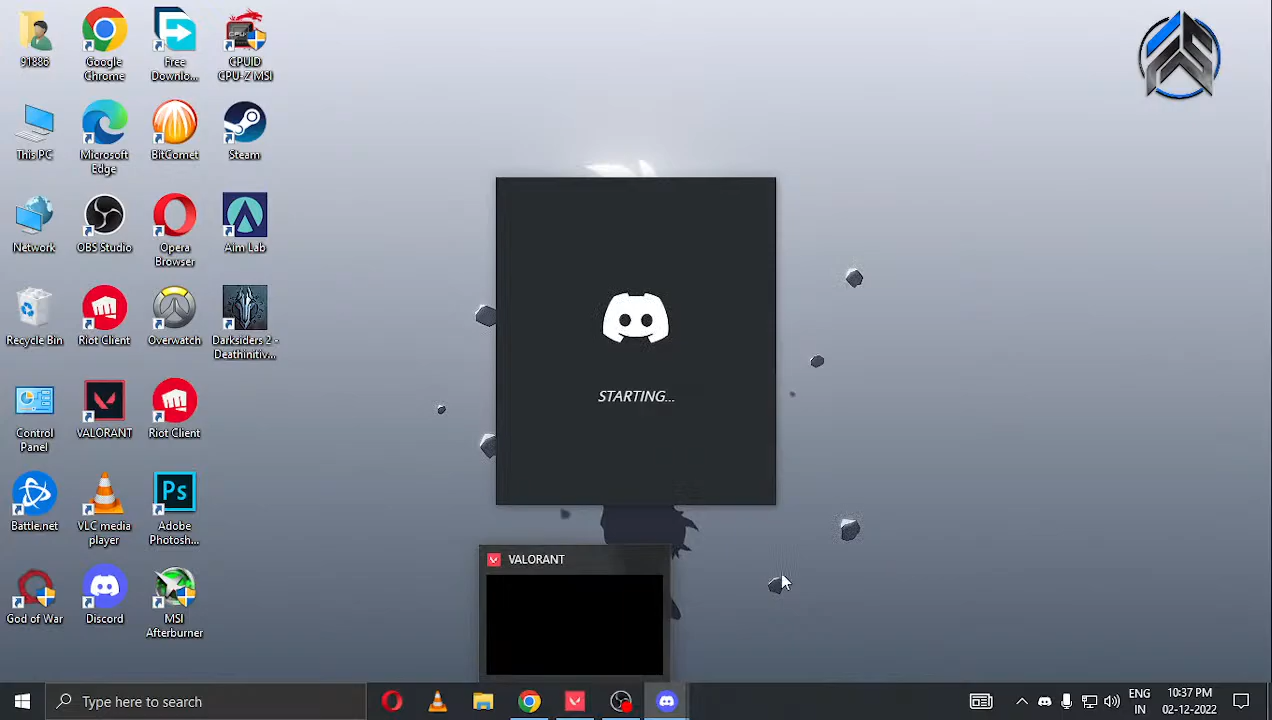 91886
Google
Chrome
Free
Downlo...
CPUID
CPU-Z MSI
This PC
Microsoft
Edge
BitComet
Steam
Network
OBS Studio
Opera
Browser
Aim Lab
Recycle Bin
Riot Client
Overwatch
Darksiders 2 -
Deathinitiv...
Control
Panel
VALORANT
Riot Client
Battle.net
VLC media
player
Ps
Adobe
Photosh...
God of War
Discord
MSI
Afterburner
STARTING...
VALORANT
Type here to search
ENG
IN
10:37 PM
02-12-2022